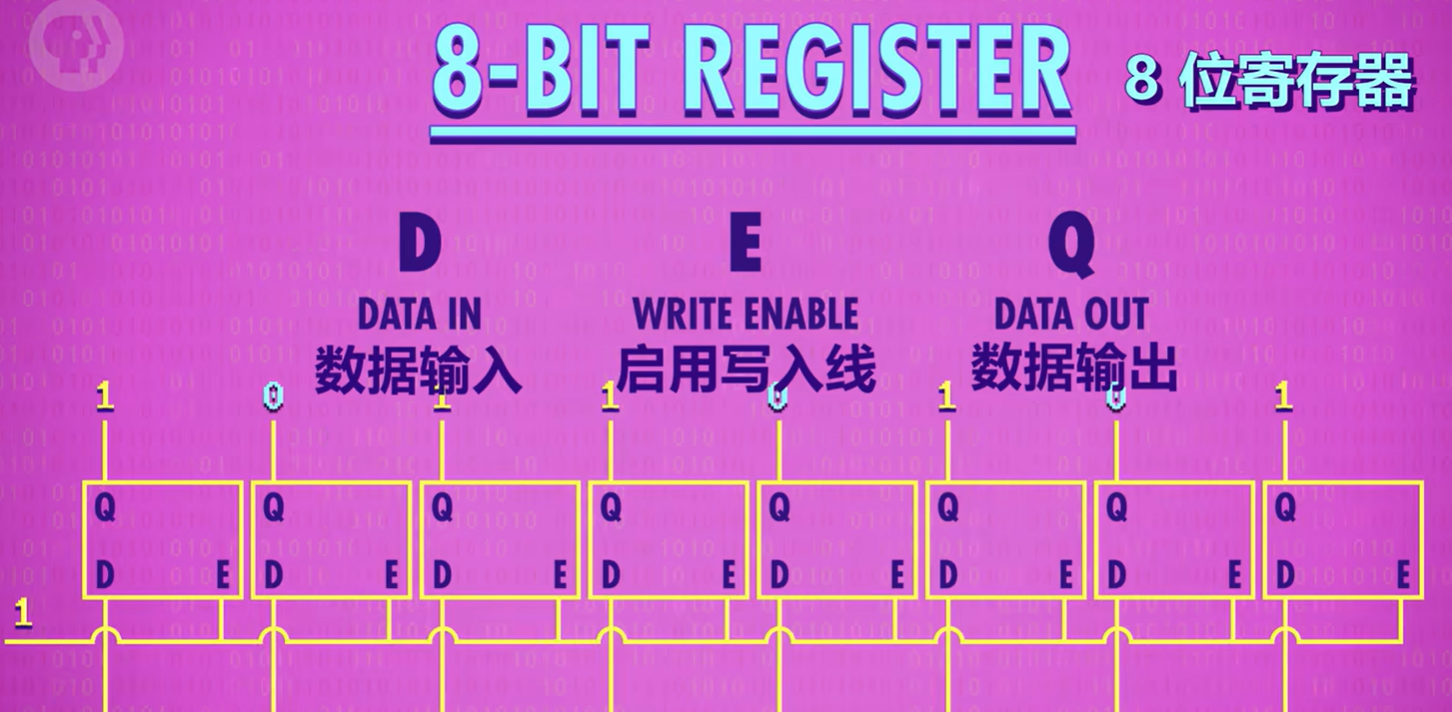 8-BIT REGISTER 8 位寄存器
D E Q
DATA IN WRITE ENABLE DATA OUT
数据输入 启用写入线 数据输出
1 0 1 1 0 1 0 1
Q Q Q Q Q Q Q Q
D E D E D E D E D E D E D E D E
1